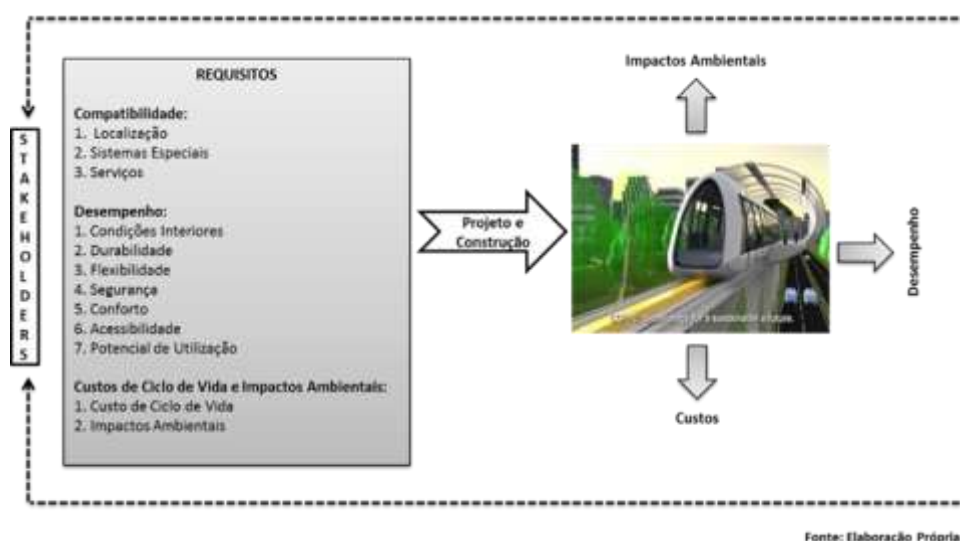 REQUISITOS
STAKEHOLDERS
Compatibilidade:
1. Localização
2. Sistemas Especiais
3. Serviços
Desempenho:
1. Condições Interiores
2. Durabilidade
3. Flexibilidade
4. Segurança
5. Conforto
6. Acessibilidade
7. Potencial de Utilização
Custos de Ciclo de Vida e Impactos Ambientais:
1. Custo de Ciclo de Vida
2. Impactos Ambientais
Projeto e
Construção
Impactos Ambientais
a sustainable future.
Desempenho
Custos
Fonte: Elaboração Própria